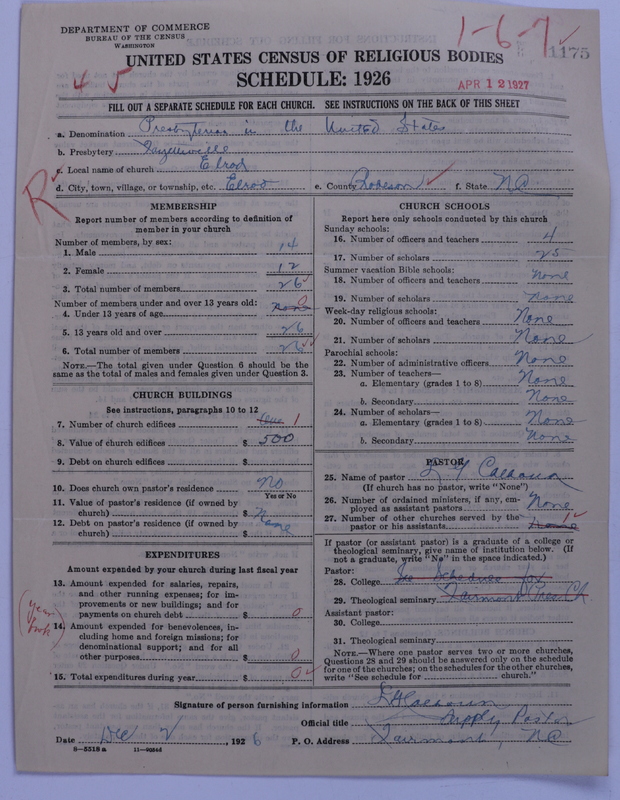 DEPARTMENT OF COMMERCE
BUREAU OF THE CENSUS
WASHINGTON
1-6-7
1175
UNITED STATES CENSUS OF RELIGIOUS BODIES
SCHEDULE: 1926
4 5
APR 12 1927
FILL OUT A SEPARATE SCHEDULE FOR EACH CHURCH. SEE INSTRUCTIONS ON THE BACK OF THIS SHEET
a. Denomination Presbyterian in the United States
b. Presbytery Fayetteville
c. Local name of church Elrod
R
d. City, town, village, or township, etc. Elrod e. County Robeson f. State NC
MEMBERSHIP
Report number of members according to definition of
member in your church
Number of members, by sex:
1. Male 14
2. Female 12
3. Total number of members 26
Number of members under and over 13 years old:
4. Under 13 years of age None 0
5. 13 years old and over 26
6. Total number of members 26
NOTE.—The total given under Question 6 should be
same as the total of males and females given under Question 3.
CHURCH BUILDINGS
See instructions, paragraphs 10 to 12
7. Number of church edifices One 1
8. Value of church edifices $ 500
9. Debt on church edifices $
10. Does church own pastor's residence No
Yes or No
11. Value of pastor's residence (if owned by
church) $ None
12. Debt on pastor's residence (if owned by
church) $ None
EXPENDITURES
Amount expended by your church during last fiscal year
13. Amount expended for salaries, repairs,
and other running expenses; for im-
provements or new buildings; and for
payments on church debt $ 0
(year book)
14. Amount expended for benevolences, in-
cluding home and foreign missions; for
denominational support; and for all
other purposes $ 0
15. Total expenditures during year $ 0
CHURCH SCHOOLS
Report here only schools conducted by this church
Sunday schools:
16. Number of officers and teachers 4
17. Number of scholars 25
Summer vacation Bible schools:
18. Number of officers and teachers None
19. Number of scholars None
Week-day religious schools:
20. Number of officers and teachers None
21. Number of scholars None
Parochial schools:
22. Number of administrative officers None
23. Number of teachers—
a. Elementary (grades 1 to 8) None
b. Secondary None
24. Number of scholars—
a. Elementary (grades 1 to 8) None
b. Secondary None
PASTOR
25. Name of pastor Calhoun
(If church has no pastor, write "None")
26. Number of ordained ministers, if any, em-
ployed as assistant pastors None
27. Number of other churches served by the
pastor or his assistants None 1
If pastor (or assistant pastor) is a graduate of a college or
theological seminary, give name of institution below. (If
not a graduate, write "No" in the space indicated.)
Pastor:
28. College See Schedule for
29. Theological seminary Fairmont Pres Ch
Assistant pastor:
30. College
31. Theological seminary
NOTE.—Where one pastor serves two or more churches,
Questions 28 and 29 should be answered only on the schedule
for one of the churches; on the schedules for the other churches,
write "See schedule for church."
Signature of person furnishing information Calhoun
Official title Supply Pastor
Date Dec 2, 1926 P. O. Address Fairmont, NC
8-5518 a 11-90844